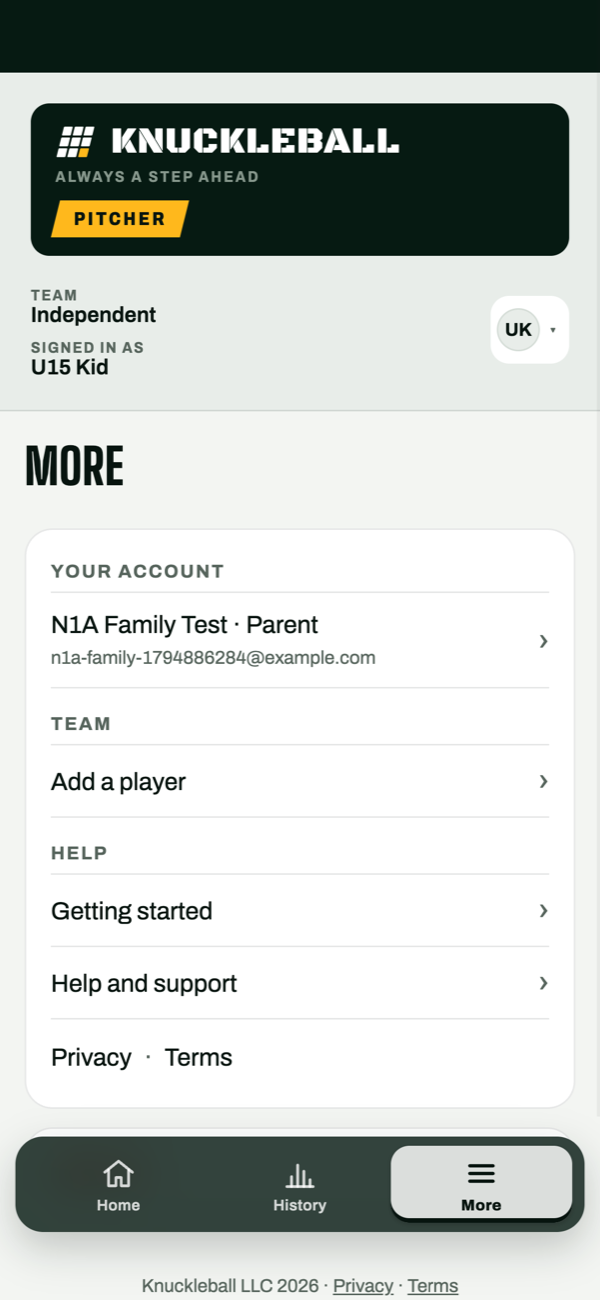 KNUCKLEBALL
ALWAYS A STEP AHEAD
PITCHER
TEAM
Independent
SIGNED IN AS
U15 Kid
UK
MORE
YOUR ACCOUNT
N1A Family Test · Parent
n1a-family-1794886284@example.com
TEAM
Add a player
HELP
Getting started
Help and support
Privacy · Terms
Home History More
Knuckleball LLC 2026 · Privacy · Terms